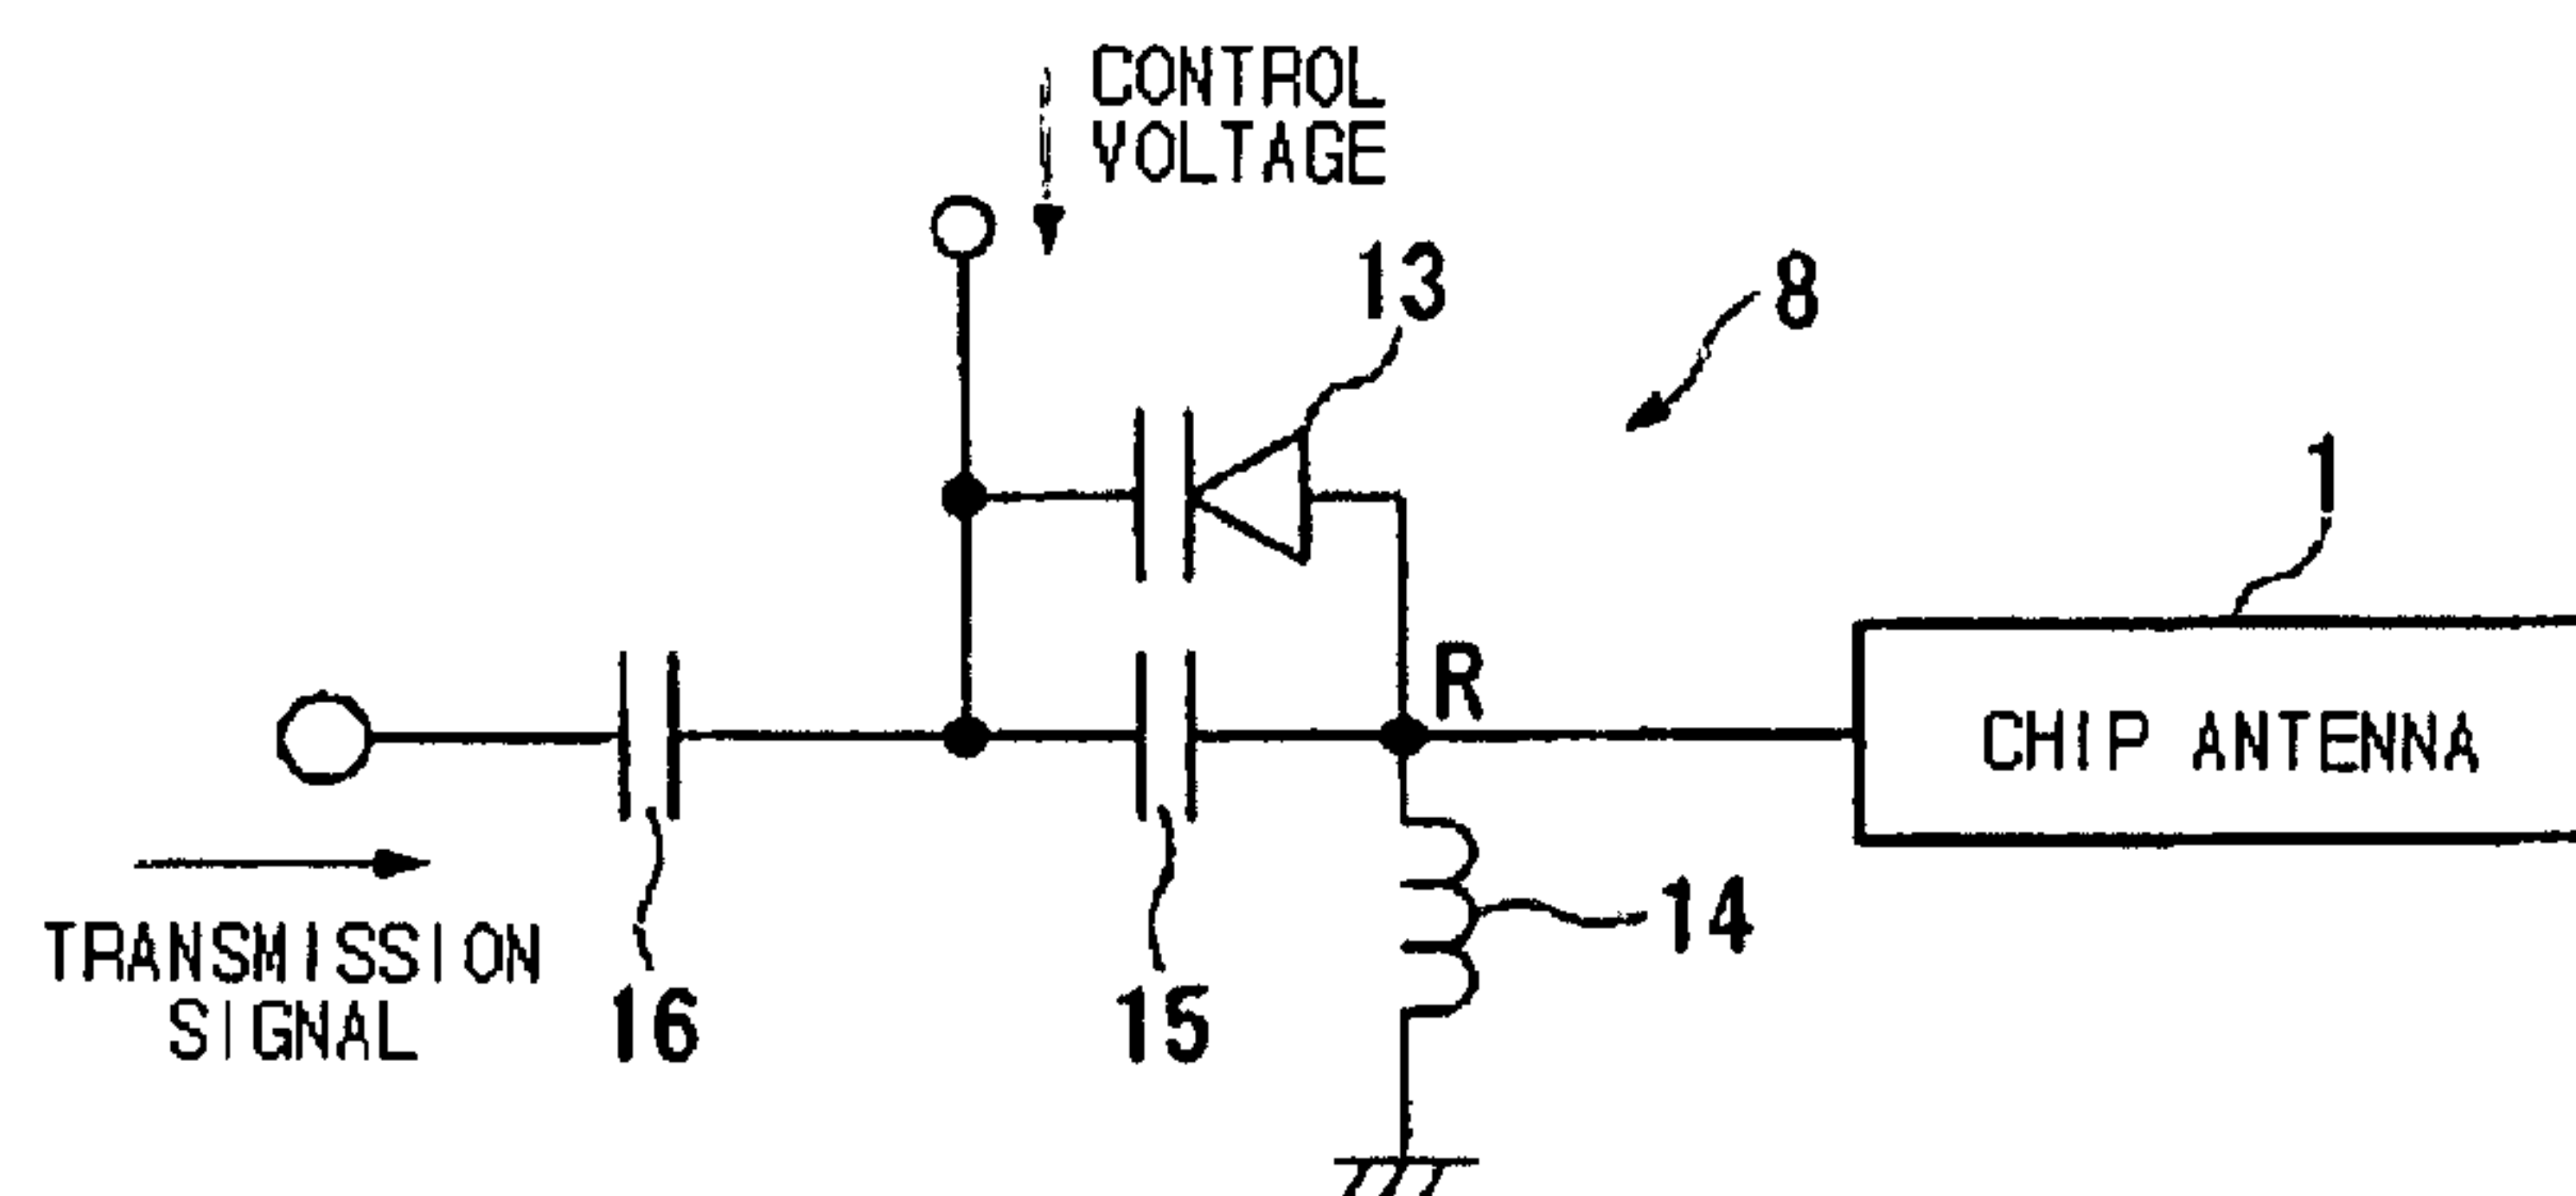 CONTROL
VOLTAGE
13
8
1
R
CHIP ANTENNA
14
TRANSMISSION
SIGNAL
16
15